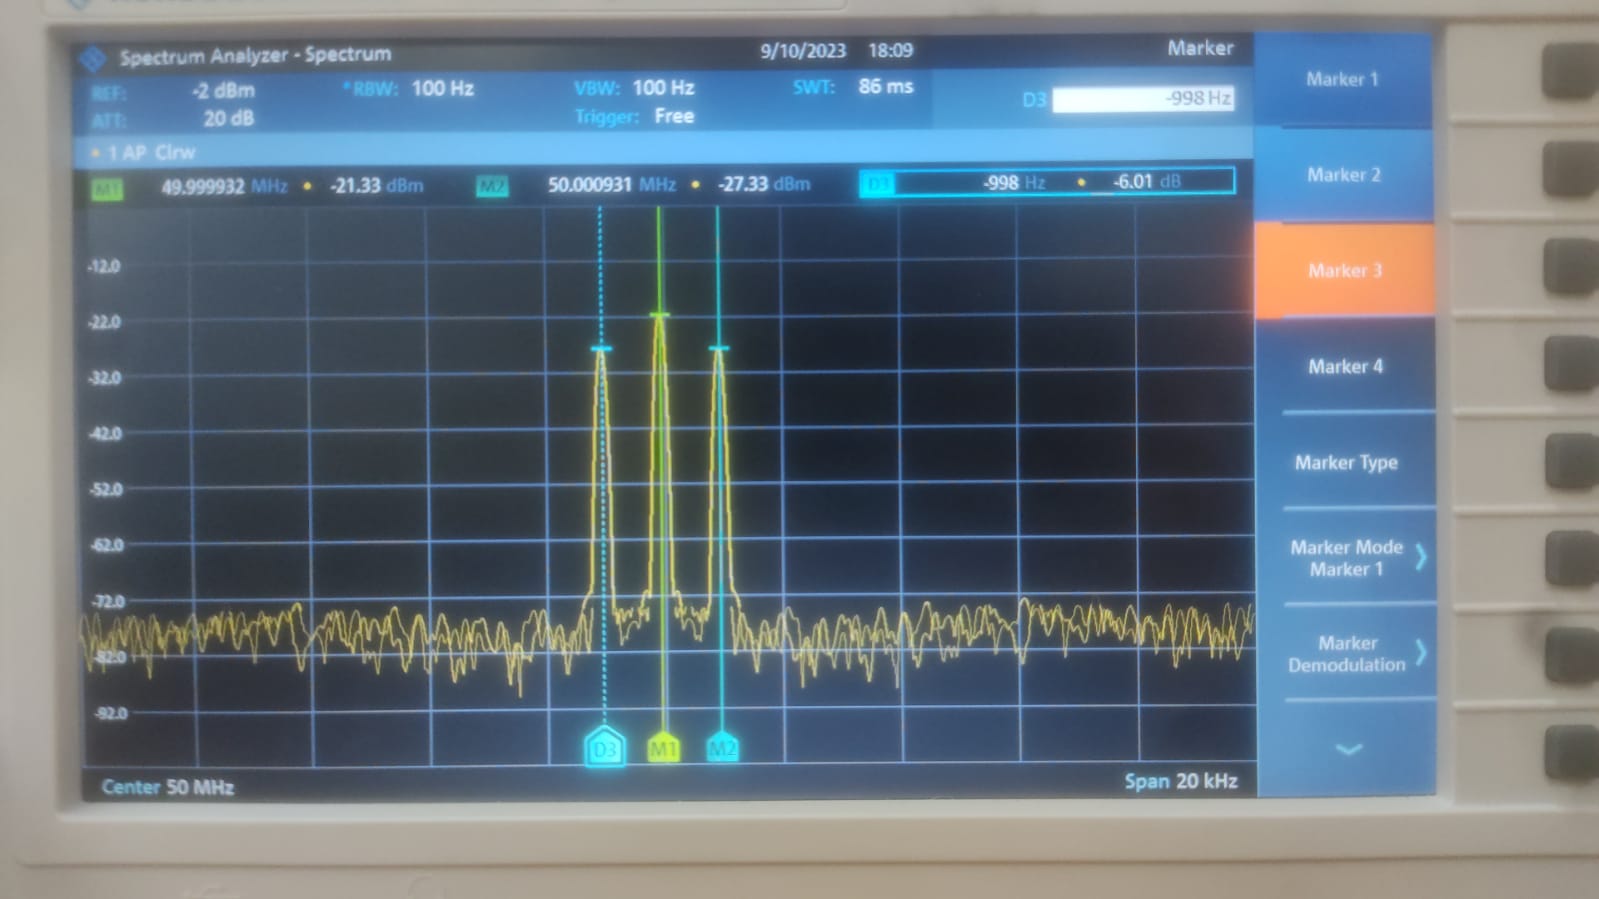 Spectrum Analyzer - Spectrum 9/10/2023 18:09 Marker
REF: -2 dBm *RBW: 100 Hz VBW: 100 Hz SWT: 86 ms D3 -998 Hz
ATT: 20 dB Trigger: Free
1 AP Clrw
M1 49.999932 MHz • -21.33 dBm M2 50.000931 MHz • -27.33 dBm D3 -998 Hz • -6.01 dB
-12.0
-22.0
-32.0
-42.0
-52.0
-62.0
-72.0
-82.0
-92.0
D3 M1 M2
Center 50 MHz Span 20 kHz
Marker 1
Marker 2
Marker 3
Marker 4
Marker Type
Marker Mode
Marker 1
Marker
Demodulation